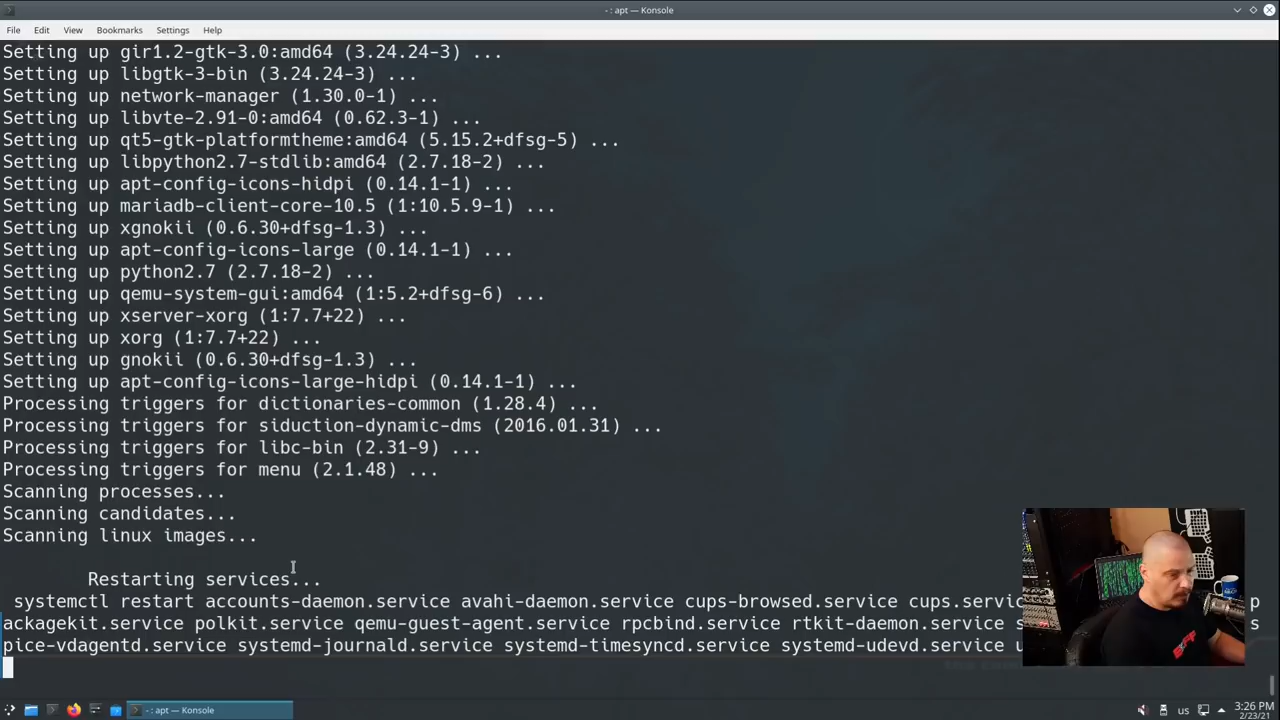 - : apt — Konsole
File Edit View Bookmarks Settings Help
Setting up gir1.2-gtk-3.0:amd64 (3.24.24-3) ...
Setting up libgtk-3-bin (3.24.24-3) ...
Setting up network-manager (1.30.0-1) ...
Setting up libvte-2.91-0:amd64 (0.62.3-1) ...
Setting up qt5-gtk-platformtheme:amd64 (5.15.2+dfsg-5) ...
Setting up libpython2.7-stdlib:amd64 (2.7.18-2) ...
Setting up apt-config-icons-hidpi (0.14.1-1) ...
Setting up mariadb-client-core-10.5 (1:10.5.9-1) ...
Setting up xgnokii (0.6.30+dfsg-1.3) ...
Setting up apt-config-icons-large (0.14.1-1) ...
Setting up python2.7 (2.7.18-2) ...
Setting up qemu-system-gui:amd64 (1:5.2+dfsg-6) ...
Setting up xserver-xorg (1:7.7+22) ...
Setting up xorg (1:7.7+22) ...
Setting up gnokii (0.6.30+dfsg-1.3) ...
Setting up apt-config-icons-large-hidpi (0.14.1-1) ...
Processing triggers for dictionaries-common (1.28.4) ...
Processing triggers for siduction-dynamic-dms (2016.01.31) ...
Processing triggers for libc-bin (2.31-9) ...
Processing triggers for menu (2.1.48) ...
Scanning processes...
Scanning candidates...
Scanning linux images...
Restarting services...
systemctl restart accounts-daemon.service avahi-daemon.service cups-browsed.service cups.servic p
ackagekit.service polkit.service qemu-guest-agent.service rpcbind.service rtkit-daemon.service s s
pice-vdagentd.service systemd-journald.service systemd-timesyncd.service systemd-udevd.service u
- : apt — Konsole
us
3:26 PM
2/23/21